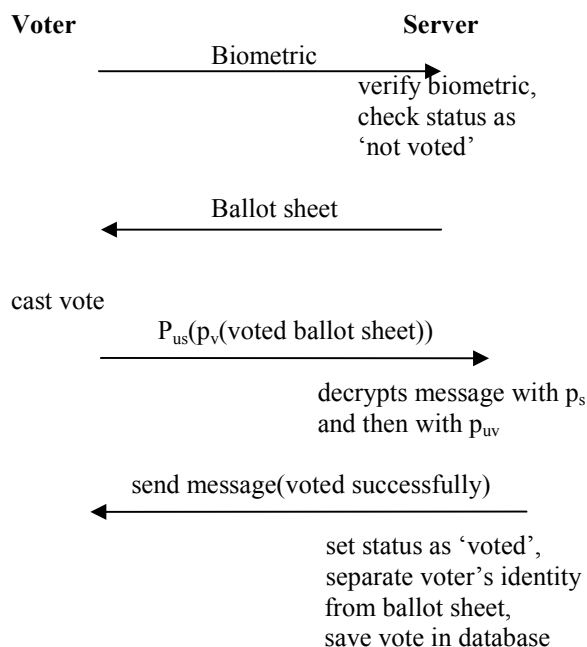 Voter Server
Biometric
verify biometric,
check status as
‘not voted’
Ballot sheet
cast vote
Pus(pv(voted ballot sheet))
decrypts message with ps
and then with puv
send message(voted successfully)
set status as ‘voted’,
separate voter’s identity
from ballot sheet,
save vote in database